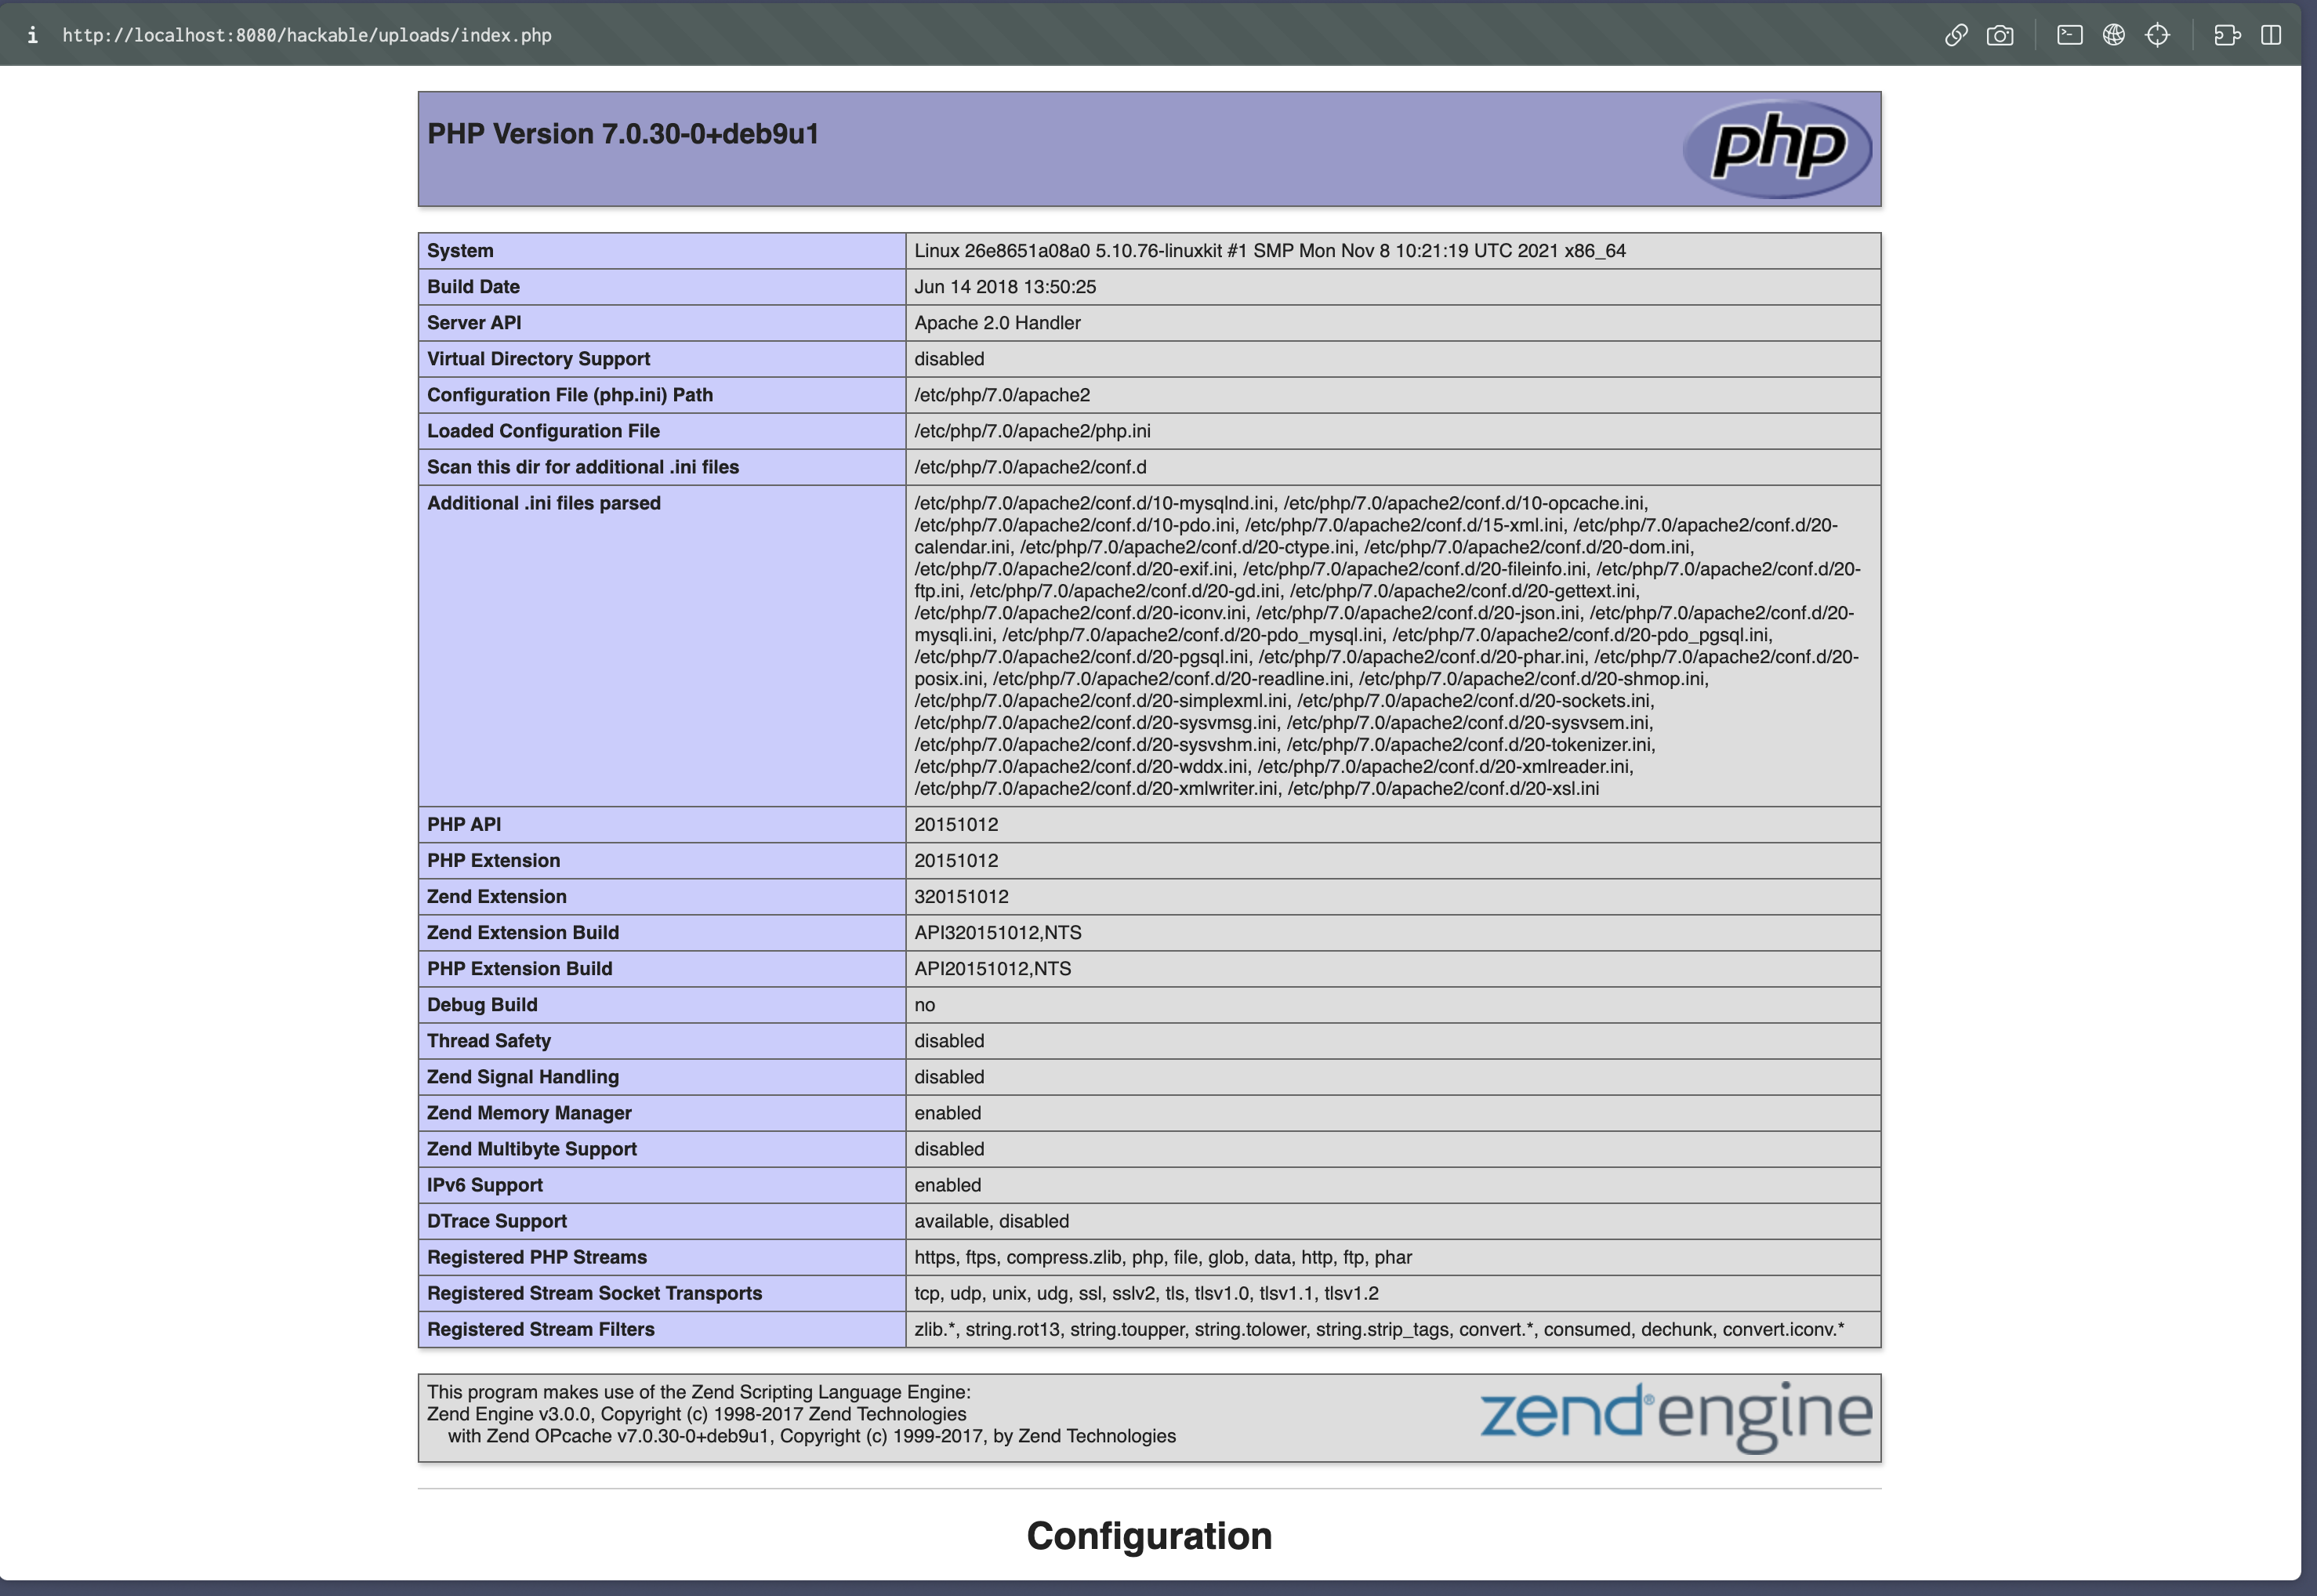 http://localhost:8080/hackable/uploads/index.php
PHP Version 7.0.30-0+deb9u1
php
System Linux 26e8651a08a0 5.10.76-linuxkit #1 SMP Mon Nov 8 10:21:19 UTC 2021 x86_64
Build Date Jun 14 2018 13:50:25
Server API Apache 2.0 Handler
Virtual Directory Support disabled
Configuration File (php.ini) Path /etc/php/7.0/apache2
Loaded Configuration File /etc/php/7.0/apache2/php.ini
Scan this dir for additional .ini files /etc/php/7.0/apache2/conf.d
Additional .ini files parsed /etc/php/7.0/apache2/conf.d/10-mysqlnd.ini, /etc/php/7.0/apache2/conf.d/10-opcache.ini,
/etc/php/7.0/apache2/conf.d/10-pdo.ini, /etc/php/7.0/apache2/conf.d/15-xml.ini, /etc/php/7.0/apache2/conf.d/20-
calendar.ini, /etc/php/7.0/apache2/conf.d/20-ctype.ini, /etc/php/7.0/apache2/conf.d/20-dom.ini,
/etc/php/7.0/apache2/conf.d/20-exif.ini, /etc/php/7.0/apache2/conf.d/20-fileinfo.ini, /etc/php/7.0/apache2/conf.d/20-
ftp.ini, /etc/php/7.0/apache2/conf.d/20-gd.ini, /etc/php/7.0/apache2/conf.d/20-gettext.ini,
/etc/php/7.0/apache2/conf.d/20-iconv.ini, /etc/php/7.0/apache2/conf.d/20-json.ini, /etc/php/7.0/apache2/conf.d/20-
mysqli.ini, /etc/php/7.0/apache2/conf.d/20-pdo_mysql.ini, /etc/php/7.0/apache2/conf.d/20-pdo_pgsql.ini,
/etc/php/7.0/apache2/conf.d/20-pgsql.ini, /etc/php/7.0/apache2/conf.d/20-phar.ini, /etc/php/7.0/apache2/conf.d/20-
posix.ini, /etc/php/7.0/apache2/conf.d/20-readline.ini, /etc/php/7.0/apache2/conf.d/20-shmop.ini,
/etc/php/7.0/apache2/conf.d/20-simplexml.ini, /etc/php/7.0/apache2/conf.d/20-sockets.ini,
/etc/php/7.0/apache2/conf.d/20-sysvmsg.ini, /etc/php/7.0/apache2/conf.d/20-sysvsem.ini,
/etc/php/7.0/apache2/conf.d/20-sysvshm.ini, /etc/php/7.0/apache2/conf.d/20-tokenizer.ini,
/etc/php/7.0/apache2/conf.d/20-wddx.ini, /etc/php/7.0/apache2/conf.d/20-xmlreader.ini,
/etc/php/7.0/apache2/conf.d/20-xmlwriter.ini, /etc/php/7.0/apache2/conf.d/20-xsl.ini
PHP API 20151012
PHP Extension 20151012
Zend Extension 320151012
Zend Extension Build API320151012,NTS
PHP Extension Build API20151012,NTS
Debug Build no
Thread Safety disabled
Zend Signal Handling disabled
Zend Memory Manager enabled
Zend Multibyte Support disabled
IPv6 Support enabled
DTrace Support available, disabled
Registered PHP Streams https, ftps, compress.zlib, php, file, glob, data, http, ftp, phar
Registered Stream Socket Transports tcp, udp, unix, udg, ssl, sslv2, tls, tlsv1.0, tlsv1.1, tlsv1.2
Registered Stream Filters zlib.*, string.rot13, string.toupper, string.tolower, string.strip_tags, convert.*, consumed, dechunk, convert.iconv.*
This program makes use of the Zend Scripting Language Engine:
Zend Engine v3.0.0, Copyright (c) 1998-2017 Zend Technologies
with Zend OPcache v7.0.30-0+deb9u1, Copyright (c) 1999-2017, by Zend Technologies
zend® engine
Configuration